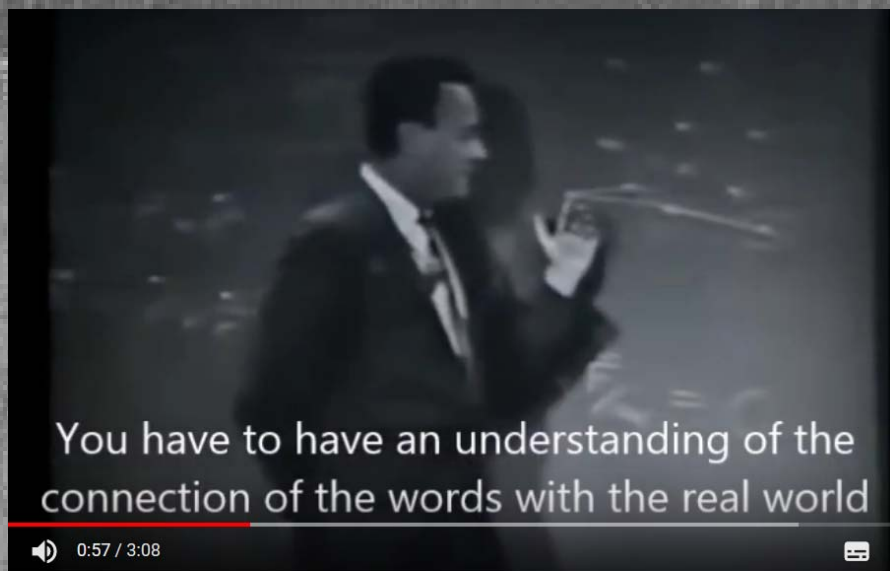 You have to have an understanding of the
connection of the words with the real world
0:57 / 3:08